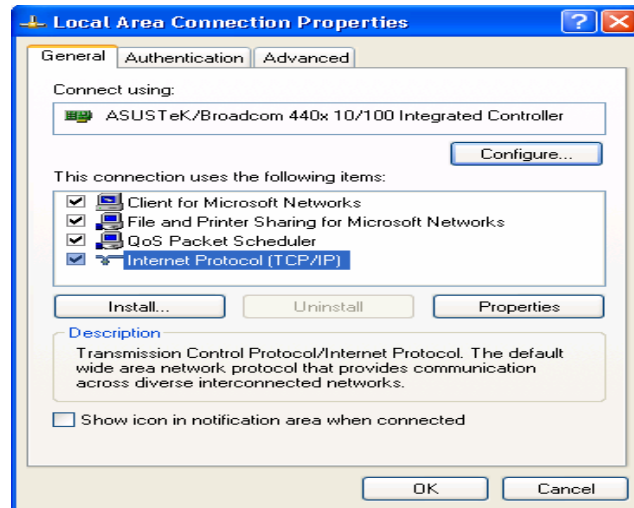 Local Area Connection Properties
General Authentication Advanced
Connect using:
ASUSTeK/Broadcom 440x 10/100 Integrated Controller
Configure...
This connection uses the following items:
Client for Microsoft Networks
File and Printer Sharing for Microsoft Networks
QoS Packet Scheduler
Internet Protocol (TCP/IP)
Install... Uninstall Properties
Description
Transmission Control Protocol/Internet Protocol. The default
wide area network protocol that provides communication
across diverse interconnected networks.
Show icon in notification area when connected
OK Cancel